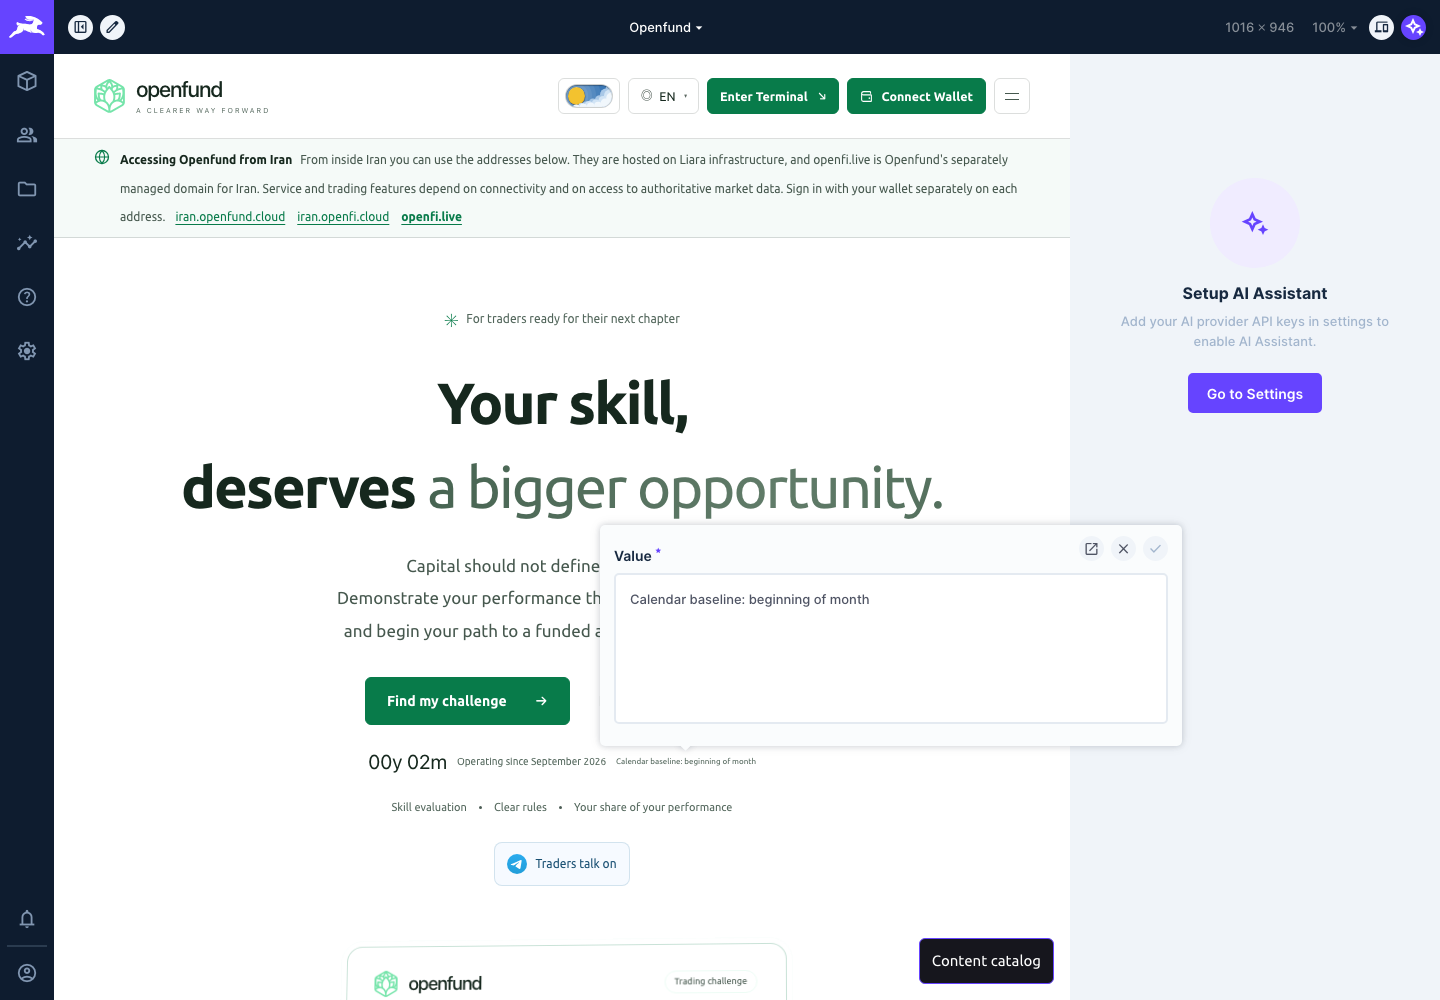 Openfund
1016 × 946
100%
openfund
A CLEARER WAY FORWARD
EN
Enter Terminal
Connect Wallet
Accessing Openfund from Iran From inside Iran you can use the addresses below. They are hosted on Liara infrastructure, and openfi.live is Openfund's separately
managed domain for Iran. Service and trading features depend on connectivity and on access to authoritative market data. Sign in with your wallet separately on each
address. iran.openfund.cloud iran.openfi.cloud openfi.live
For traders ready for their next chapter
Your skill,
deserves a bigger opportunity.
Capital should not define
Demonstrate your performance th
and begin your path to a funded a
Find my challenge
00y 02m Operating since September 2026 Calendar baseline: beginning of month
Skill evaluation • Clear rules • Your share of your performance
Traders talk on
openfund
Trading challenge
Value *
Calendar baseline: beginning of month
Setup AI Assistant
Add your AI provider API keys in settings to
enable AI Assistant.
Go to Settings
Content catalog